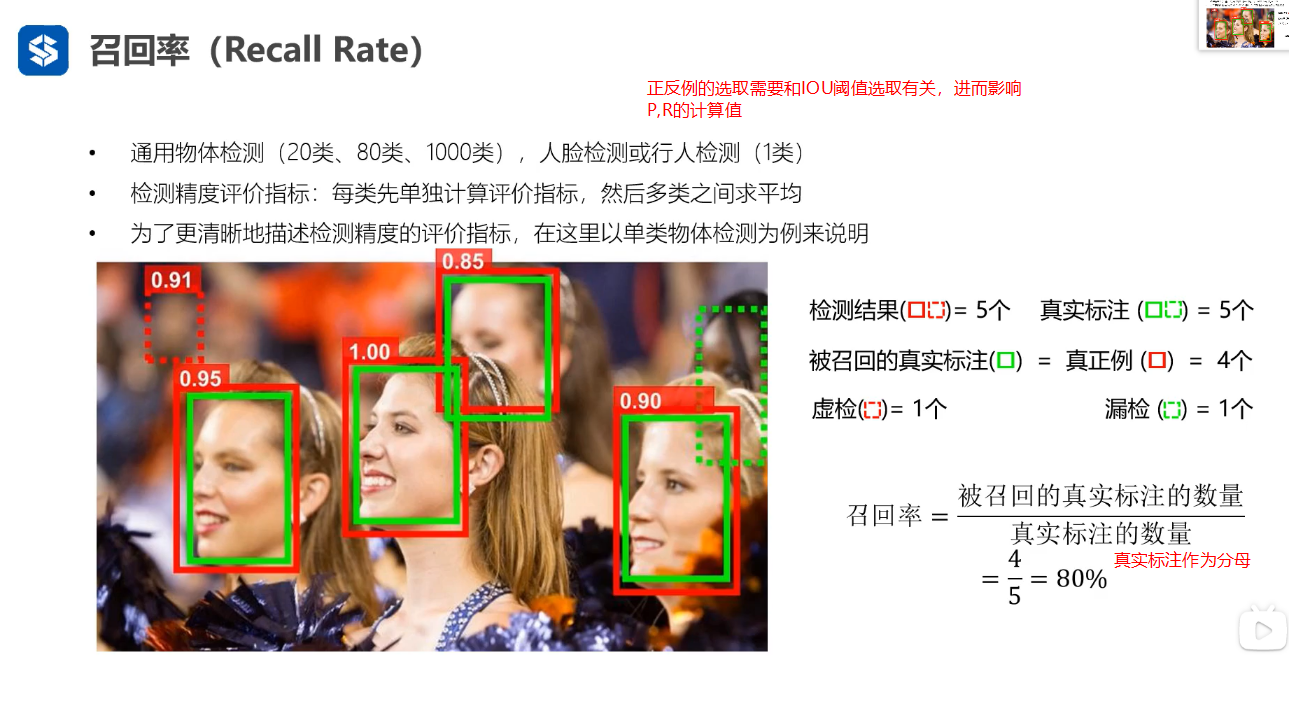 召回率（Recall Rate）
正反例的选取需要和IOU阈值选取有关，进而影响
P,R的计算值
• 通用物体检测（20类、80类、1000类），人脸检测或行人检测（1类）
• 检测精度评价指标：每类先单独计算评价指标，然后多类之间求平均
• 为了更清晰地描述检测精度的评价指标，在这里以单类物体检测为例来说明
0.85
0.91
1.00
0.95
0.90
检测结果( )= 5个 真实标注 ( ) = 5个
被召回的真实标注( ) = 真正例 ( ) = 4个
虚检( )= 1个 漏检 ( ) = 1个
召回率 = 被召回的真实标注的数量
真实标注的数量
真实标注作为分母
= 4/5 = 80%